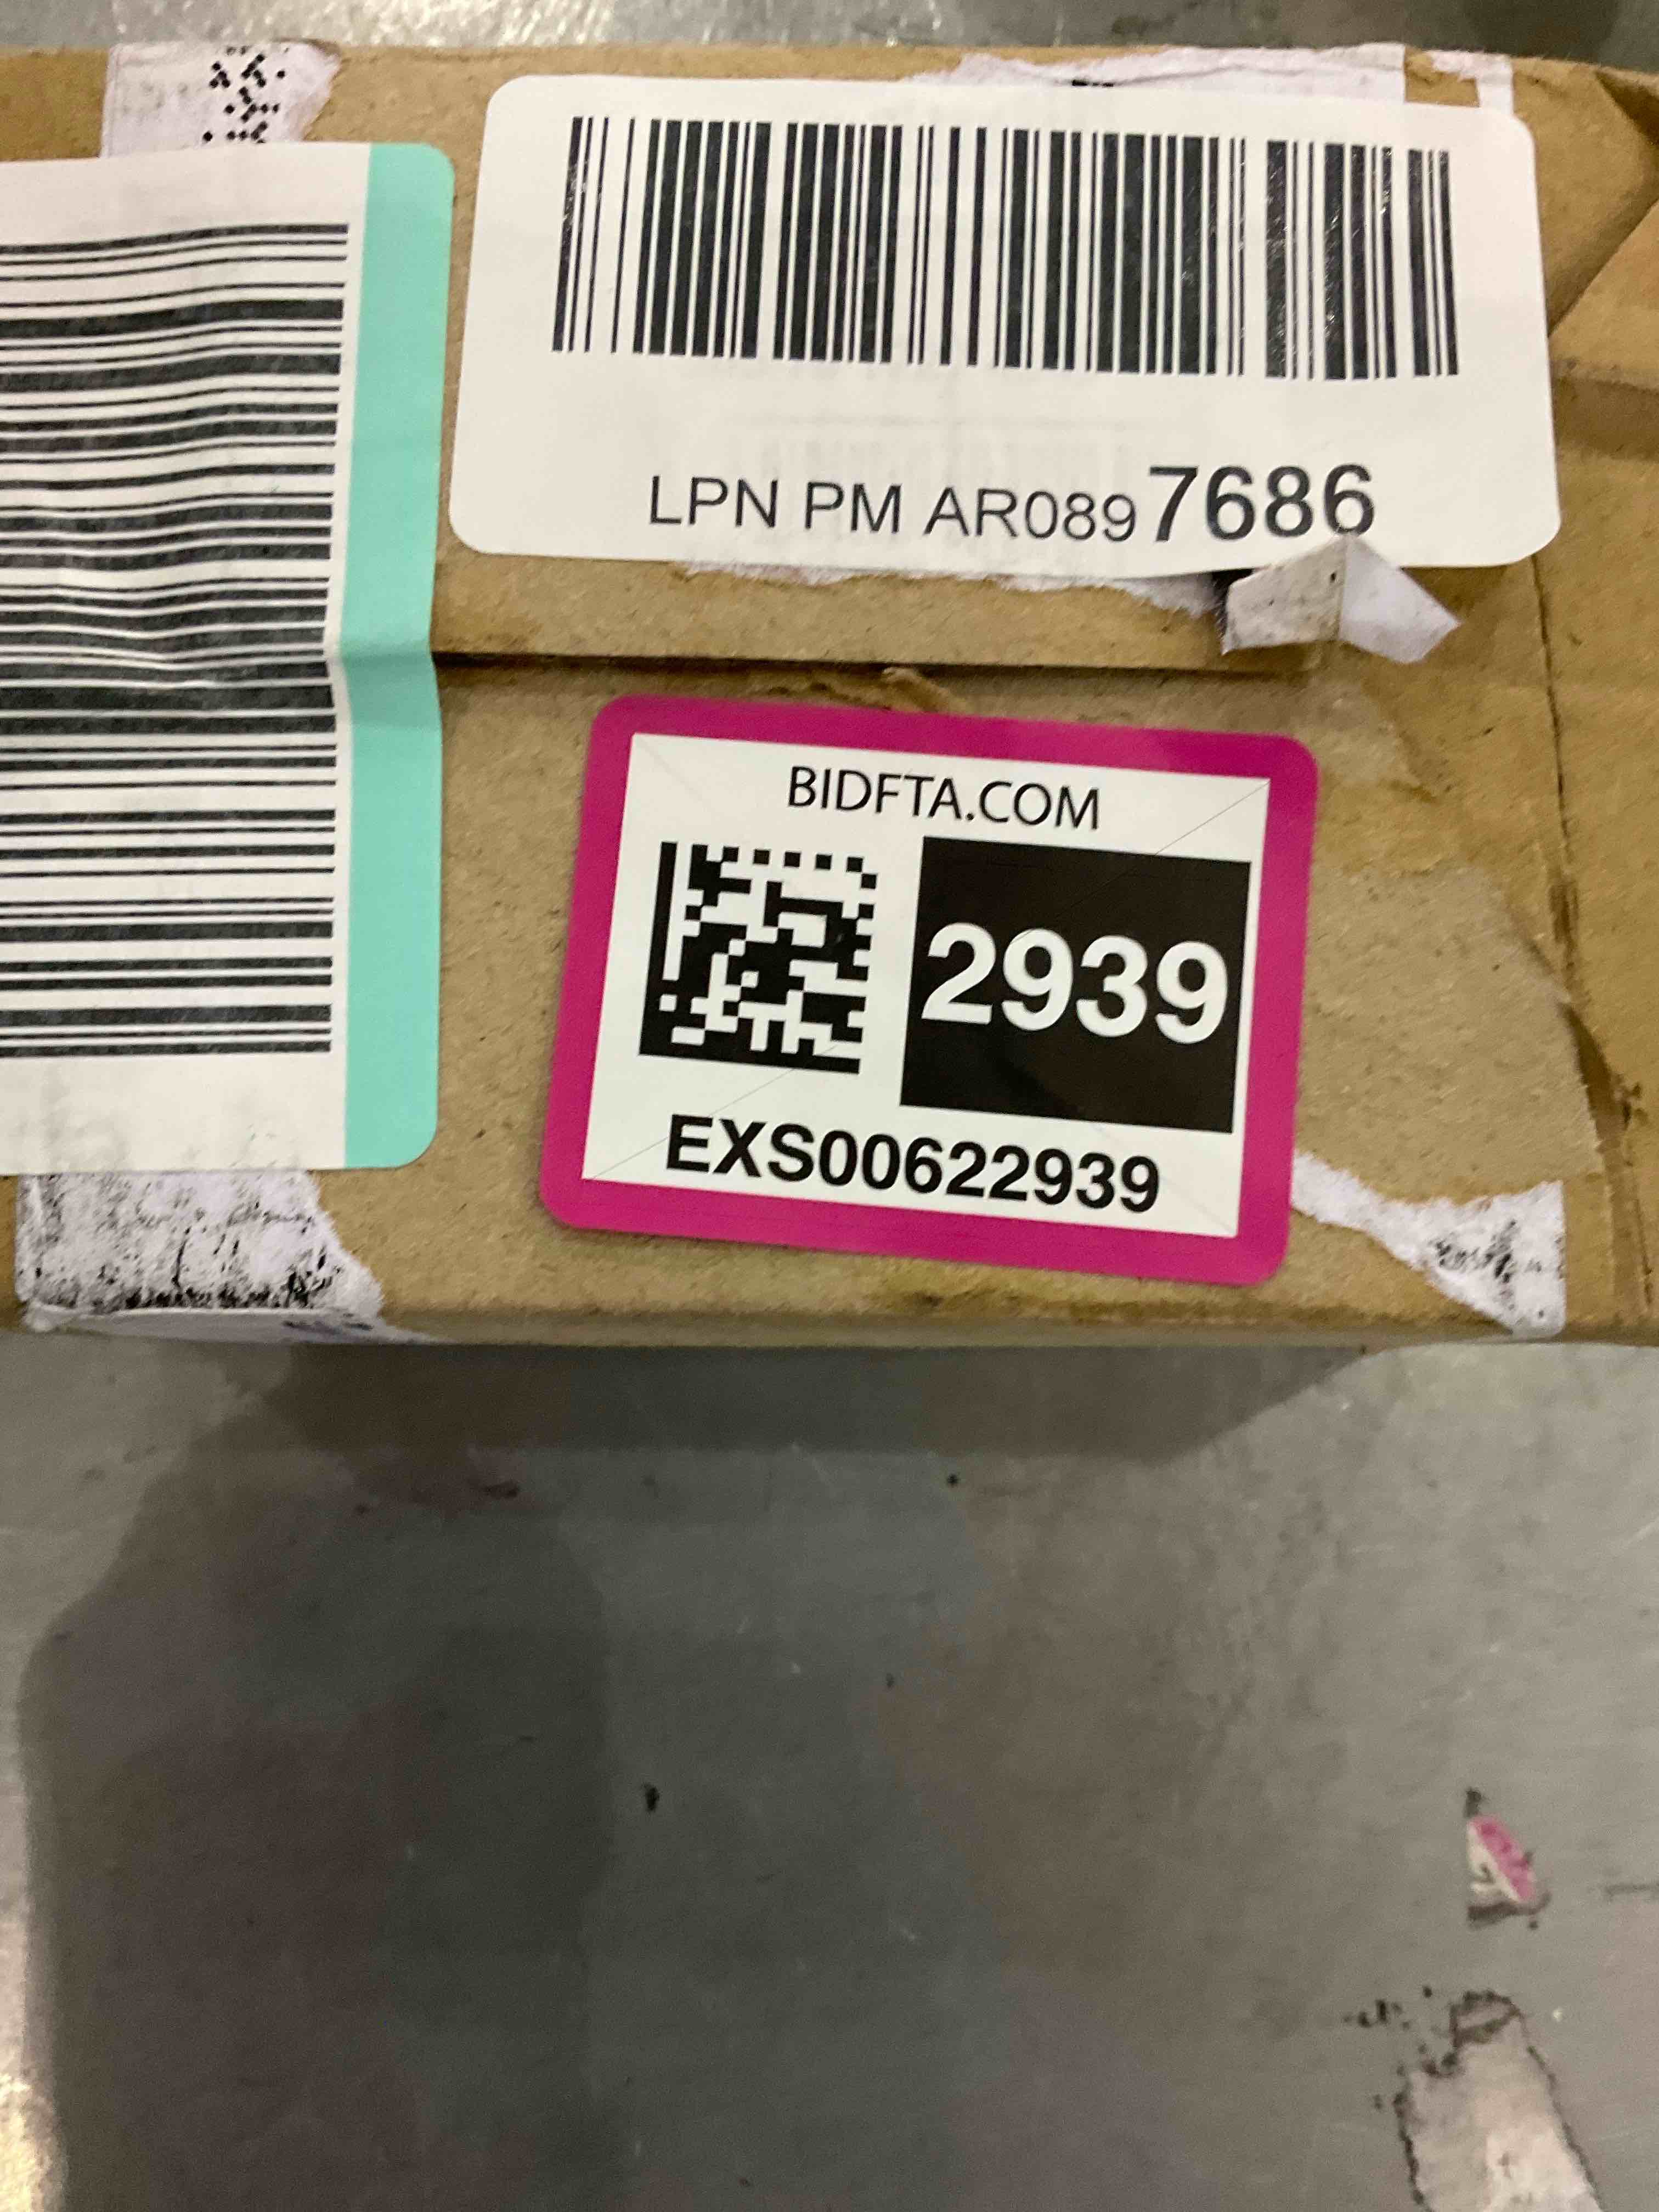 LPN PM AR0897686
BIDFTA.COM
2939
EXS00622939